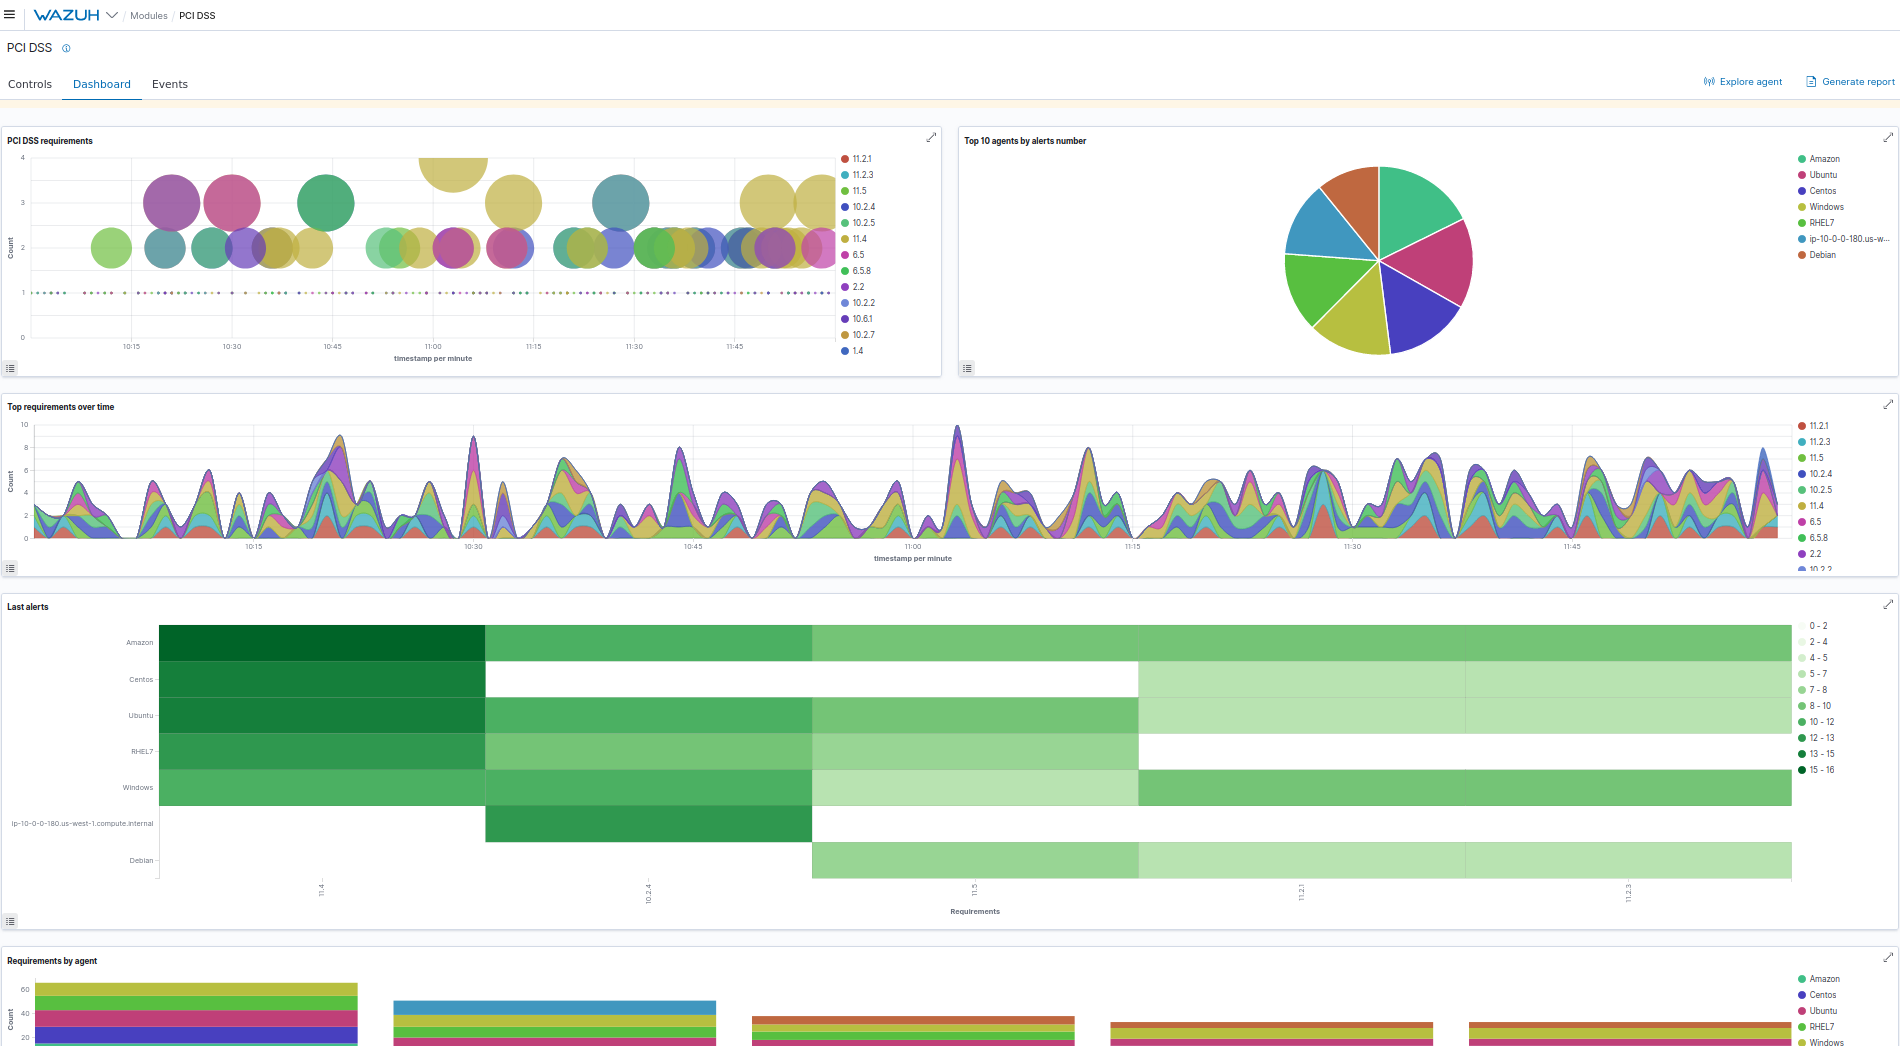 WAZUH / Modules / PCI DSS
PCI DSS
Controls Dashboard Events
Explore agent Generate report
PCI DSS requirements
Count
4
3
2
1
0
10:15 10:30 10:45 11:00 11:15 11:30 11:45
timestamp per minute
11.2.1
11.2.3
11.5
10.2.4
10.2.5
11.4
6.5
6.5.8
2.2
10.2.2
10.6.1
10.2.7
1.4
Top 10 agents by alerts number
Amazon
Ubuntu
Centos
Windows
RHEL7
ip-10-0-0-180.us-w...
Debian
Top requirements over time
Count
10
8
6
4
2
0
10:15 10:30 10:45 11:00 11:15 11:30 11:45
timestamp per minute
11.2.1
11.2.3
11.5
10.2.4
10.2.5
11.4
6.5
6.5.8
2.2
10.2.2
Last alerts
Amazon
Centos
Ubuntu
RHEL7
Windows
ip-10-0-0-180.us-west-1.compute.internal
Debian
11.4 10.2.4 11.5 11.2.1 11.2.3
Requirements
0 - 2
2 - 4
4 - 5
5 - 7
7 - 8
8 - 10
10 - 12
12 - 13
13 - 15
15 - 16
Requirements by agent
Count
60
40
20
Amazon
Centos
Ubuntu
RHEL7
Windows